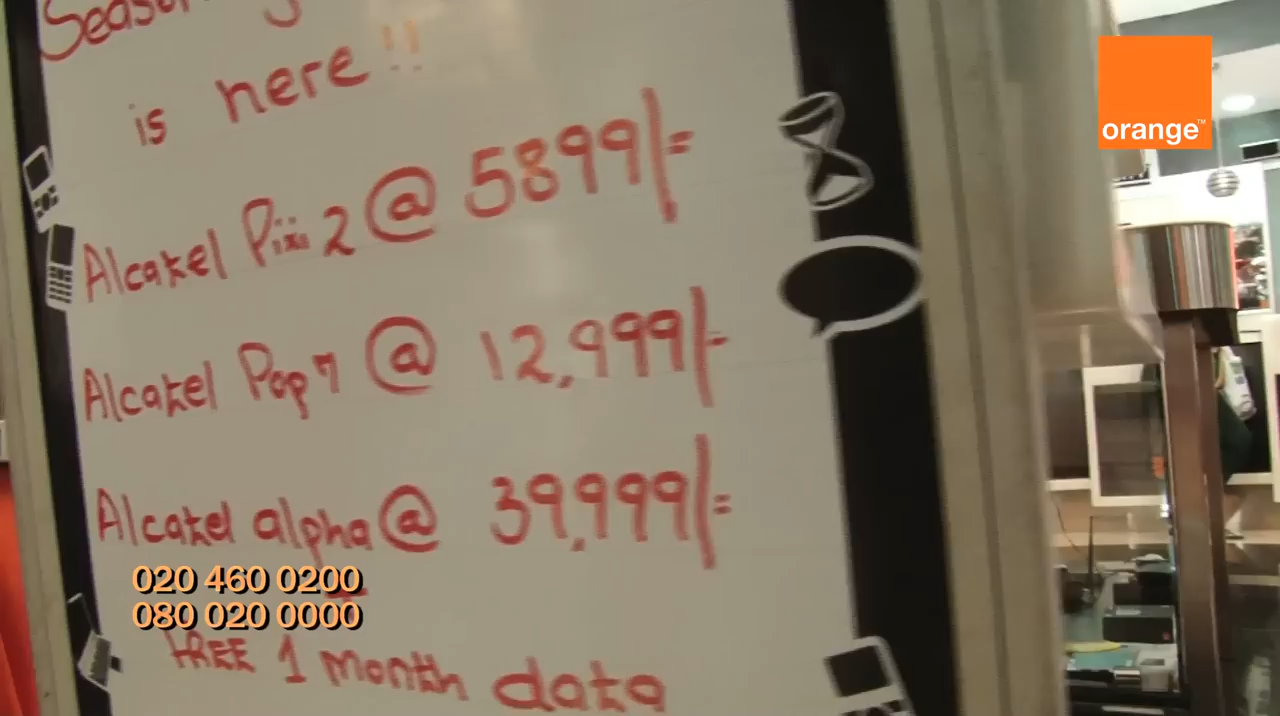 is here!!
Alcatel Pixi 2 @ 5899/=
Alcatel Pop 7 @ 12,999/-
Alcatel alpha @ 39,999/=
FREE 1 month data
orange™
020 460 0200
080 020 0000